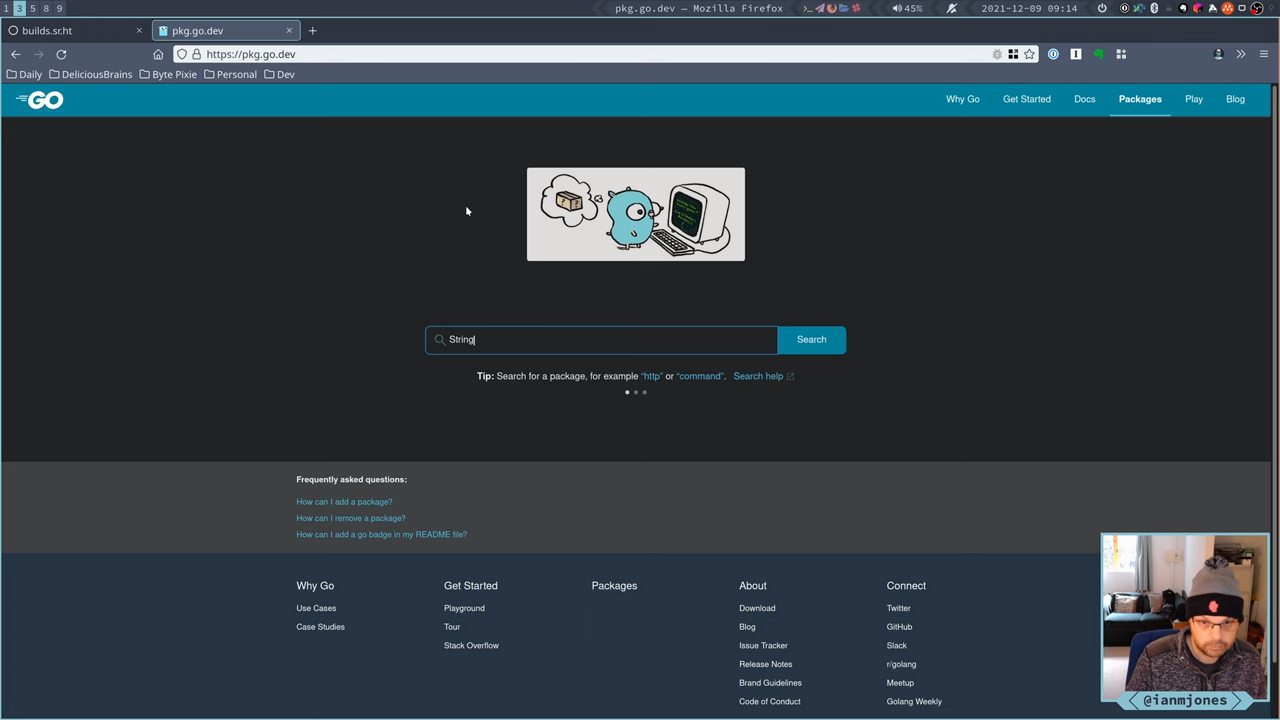 1 3 5 8 9
pkg.go.dev — Mozilla Firefox
45%
2021-12-09 09:14
builds.sr.ht
pkg.go.dev
https://pkg.go.dev
Daily DeliciousBrains Byte Pixie Personal Dev
GO
Why Go Get Started Docs Packages Play Blog
String
Search
Tip: Search for a package, for example “http” or “command”. Search help
Frequently asked questions:
How can I add a package?
How can I remove a package?
How can I add a go badge in my README file?
Why Go
Use Cases
Case Studies
Get Started
Playground
Tour
Stack Overflow
Packages
About
Download
Blog
Issue Tracker
Release Notes
Brand Guidelines
Code of Conduct
Connect
Twitter
GitHub
Slack
r/golang
Meetup
Golang Weekly
@ianmjones